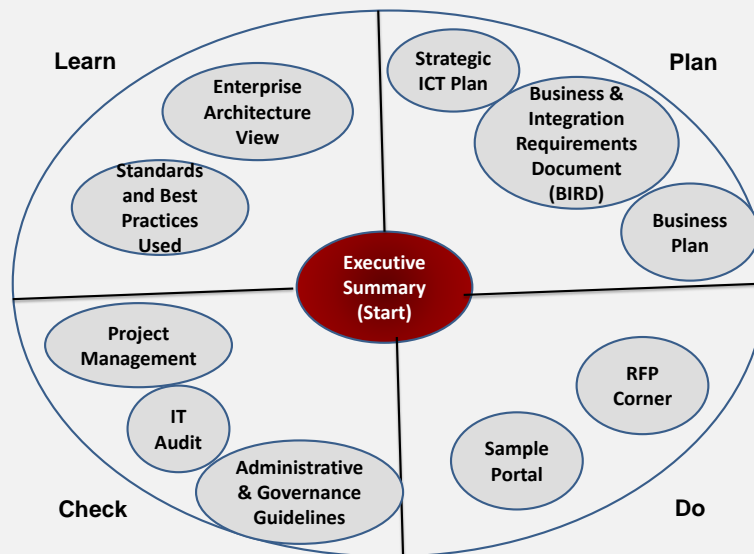 Learn
Enterprise
Architecture
View
Standards
and Best
Practices
Used
Strategic
ICT Plan
Plan
Business &
Integration
Requirements
Document
(BIRD)
Business
Plan
Executive
Summary
(Start)
Project
Management
IT
Audit
Administrative
& Governance
Guidelines
Check
RFP
Corner
Sample
Portal
Do